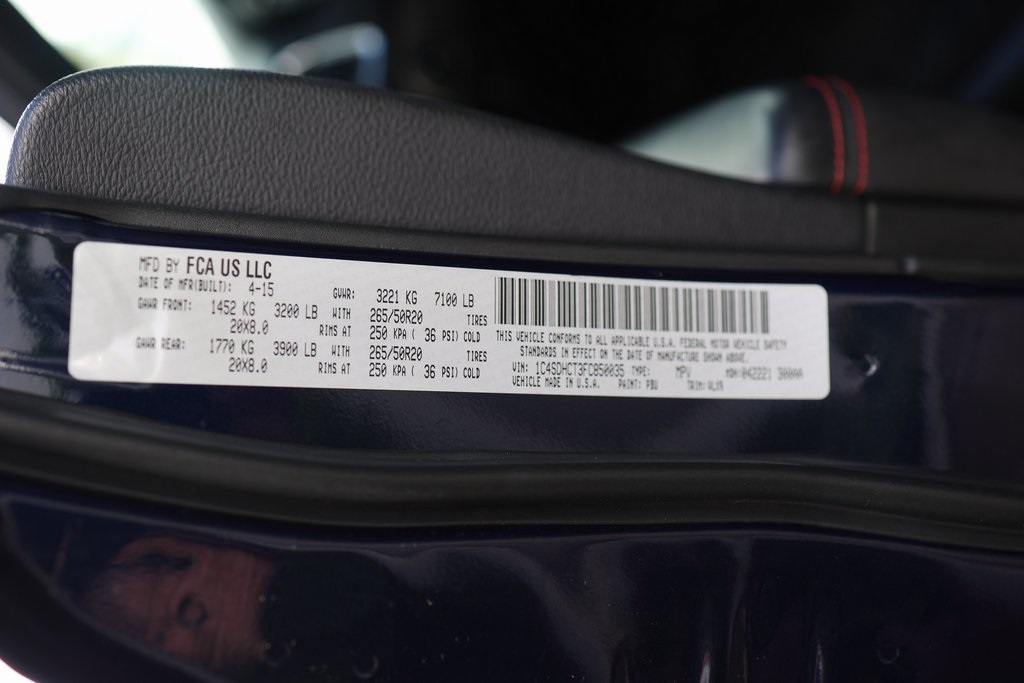 MFD BY FCA US LLC
DATE OF MFR(BUILT): 4-15 GVWR: 3221 KG 7100 LB
GAWR FRONT: 1452 KG 3200 LB WITH 265/50R20 TIRES
20X8.0 RIMS AT 250 KPA ( 36 PSI) COLD
GAWR REAR: 1770 KG 3900 LB WITH 265/50R20 TIRES
20X8.0 RIMS AT 250 KPA ( 36 PSI) COLD
THIS VEHICLE CONFORMS TO ALL APPLICABLE U.S.A. FEDERAL MOTOR VEHICLE SAFETY
STANDARDS IN EFFECT ON THE DATE OF MANUFACTURE SHOWN ABOVE.
VIN: 1C4SDHCT3FC850035 TYPE: MPV MDH: 042221
VEHICLE MADE IN U.S.A. PAINT: PBU TRIM: ALX9